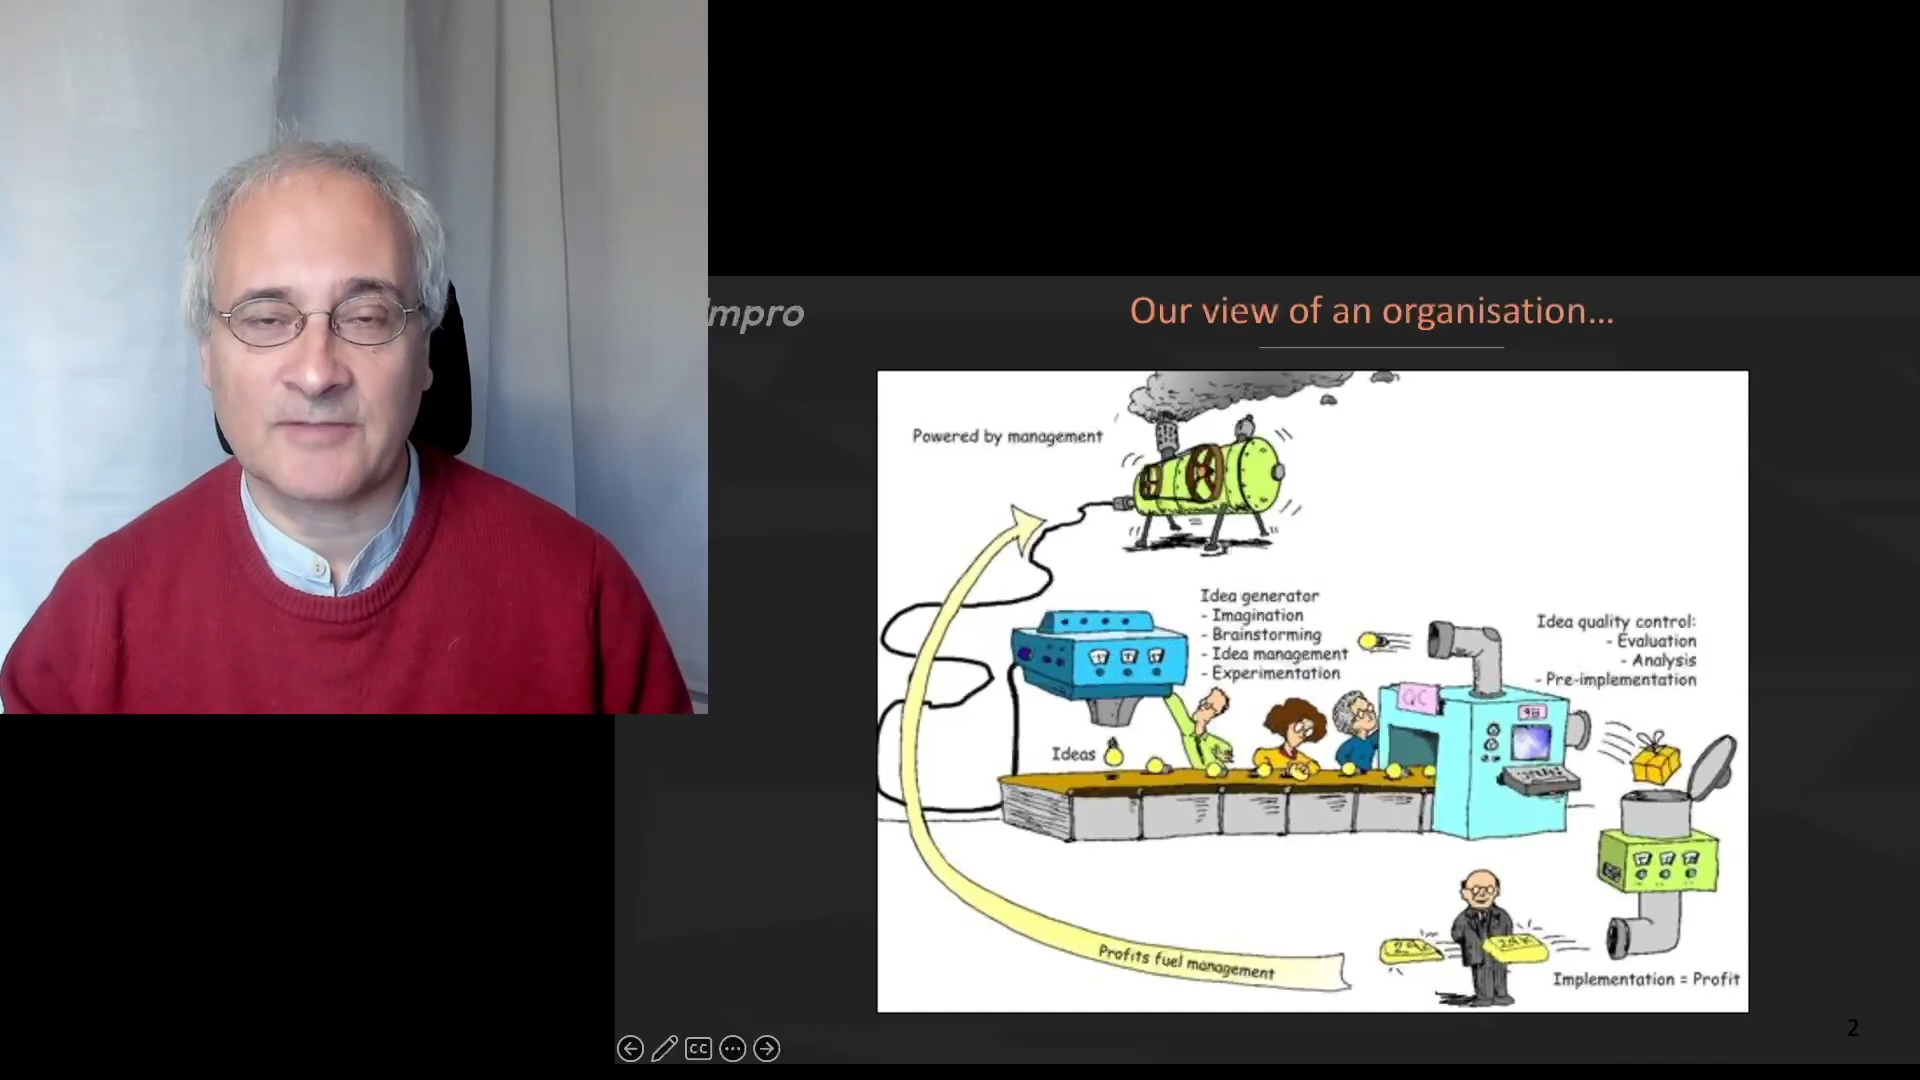 mpro
Our view of an organisation...
Powered by management
Idea generator
- Imagination
- Brainstorming
- Idea management
- Experimentation
Idea quality control:
- Evaluation
- Analysis
- Pre-implementation
QC
Ideas
Profits fuel management
Implementation = Profit
CC
2